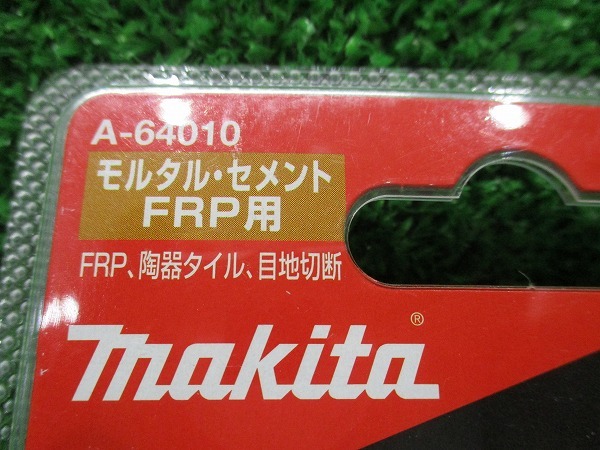 A-64010
モルタル・セメント
FRP用
FRP、陶器タイル、目地切断
makita®